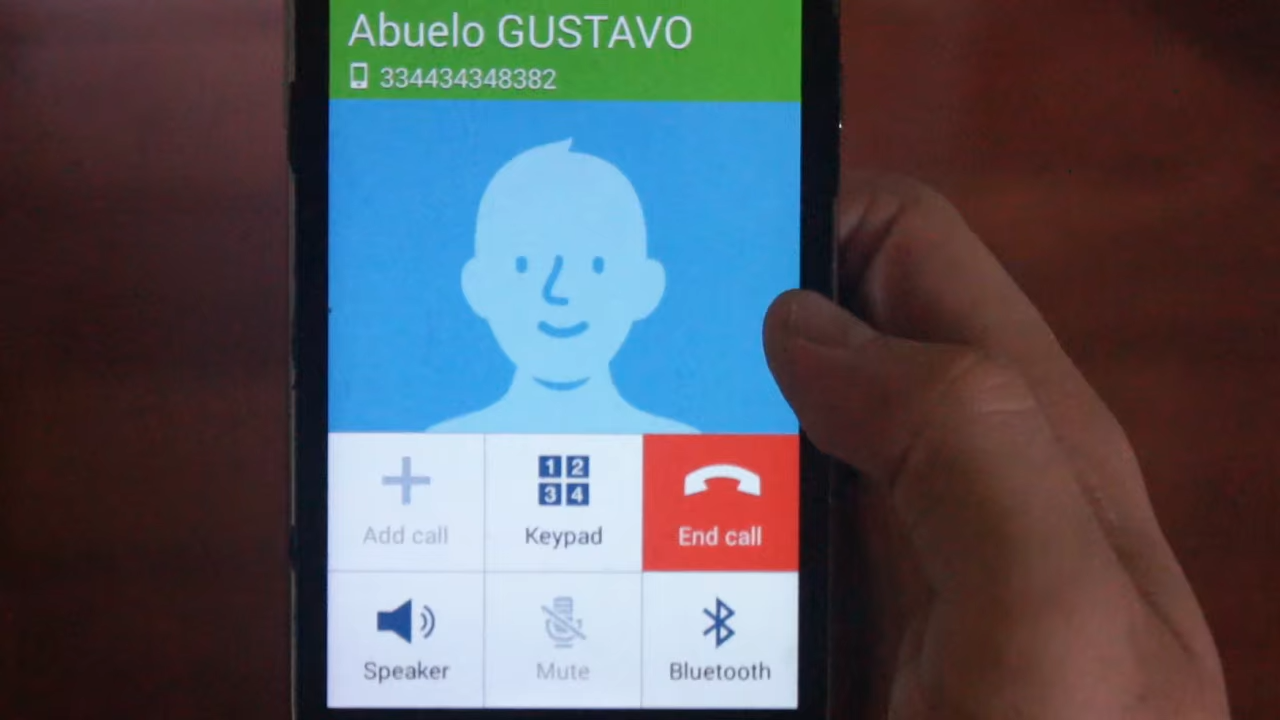 Abuelo GUSTAVO
334434348382
1 2
3 4
Add call
Keypad
End call
Speaker
Mute
Bluetooth